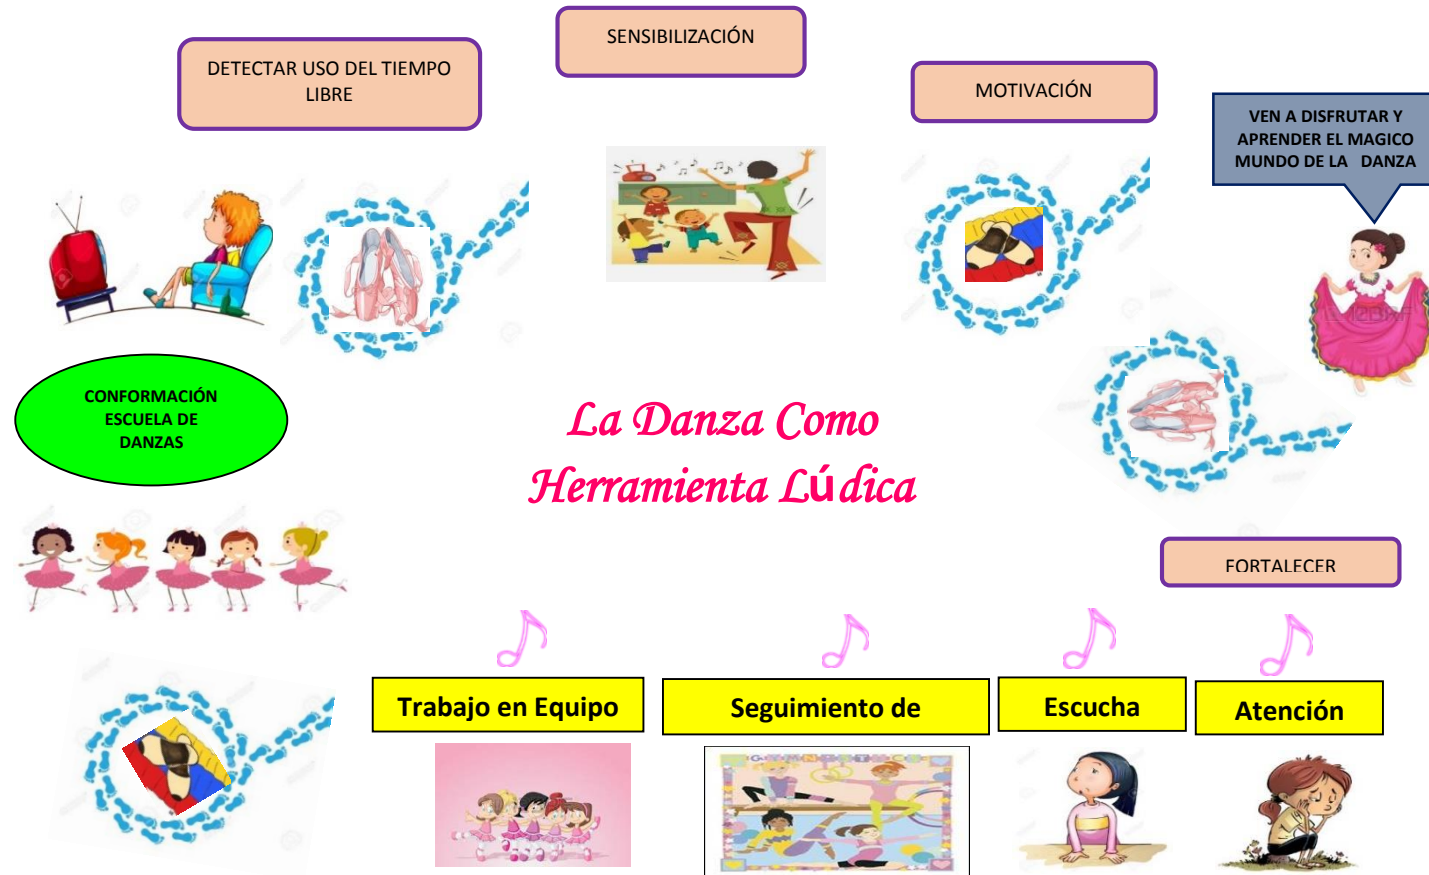 SENSIBILIZACIÓN
DETECTAR USO DEL TIEMPO
LIBRE
MOTIVACIÓN
VEN A DISFRUTAR Y
APRENDER EL MAGICO
MUNDO DE LA DANZA
CONFORMACIÓN
ESCUELA DE
DANZAS
La Danza Como
Herramienta Lúdica
FORTALECER
Trabajo en Equipo
Seguimiento de
Escucha
Atención